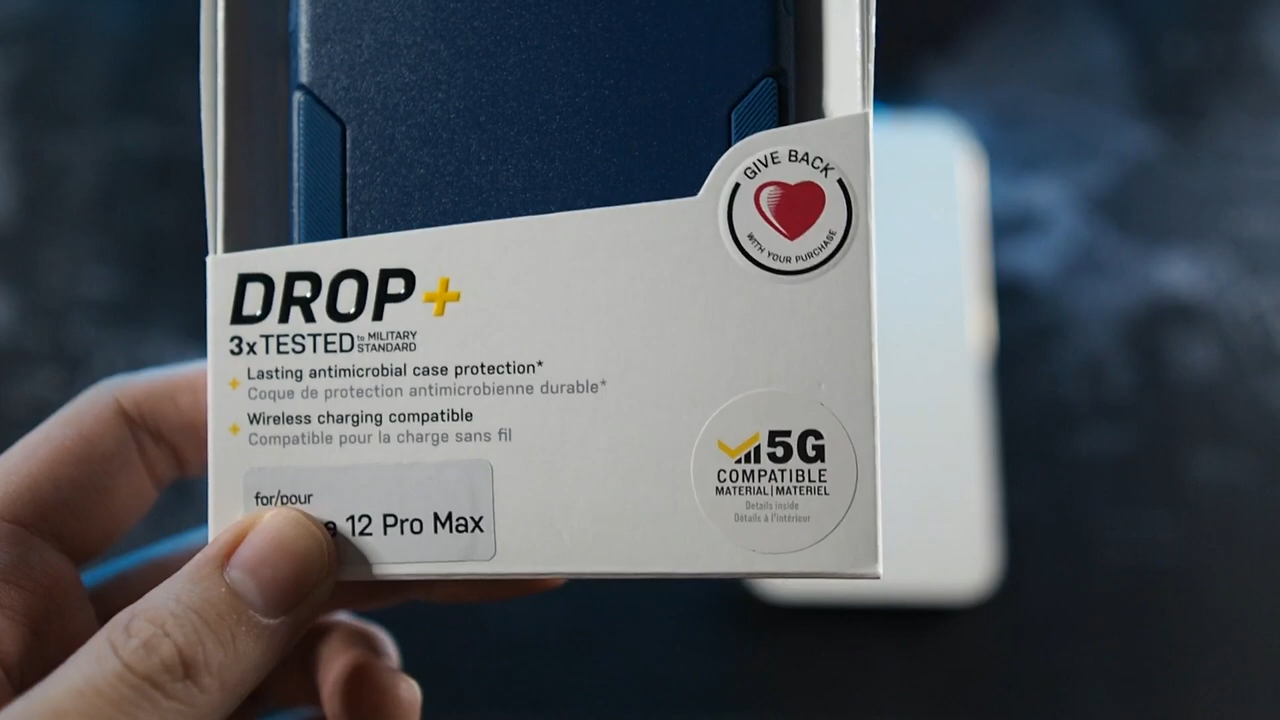 GIVE BACK
WITH YOUR PURCHASE
DROP+
3xTESTED to MILITARY STANDARD
Lasting antimicrobial case protection*
Coque de protection antimicrobienne durable*
Wireless charging compatible
Compatible pour la charge sans fil
for/pour
e 12 Pro Max
5G
COMPATIBLE
MATERIAL|MATERIEL
Details inside
Détails à l'intérieur